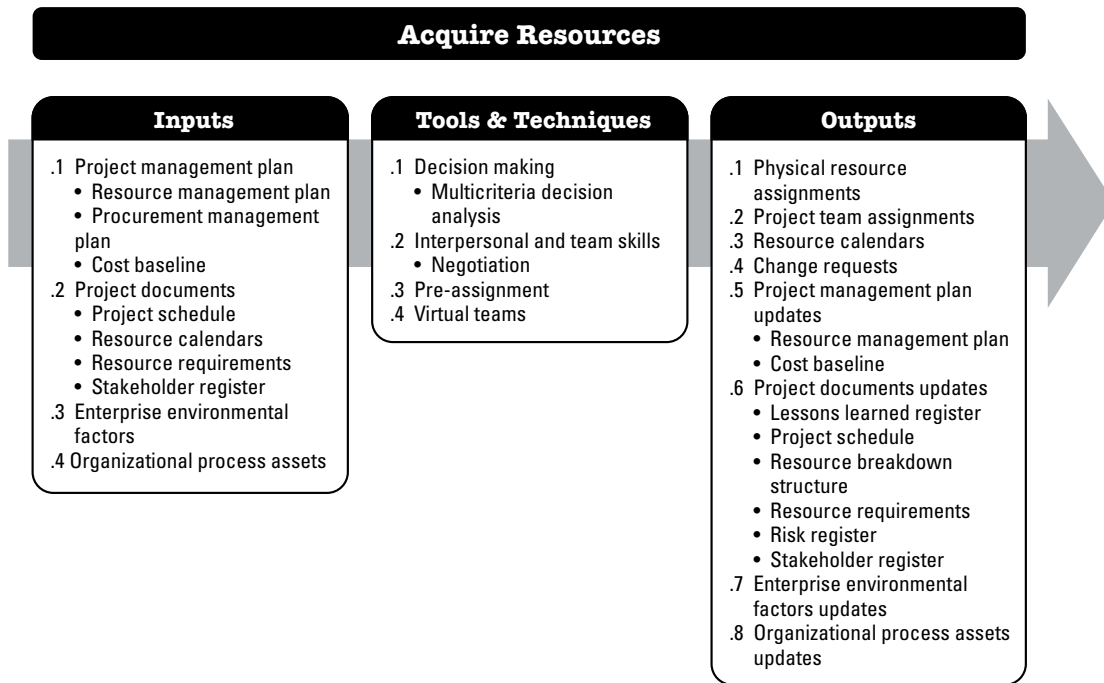 Acquire Resources
Inputs
.1 Project management plan
• Resource management plan
• Procurement management
plan
• Cost baseline
.2 Project documents
• Project schedule
• Resource calendars
• Resource requirements
• Stakeholder register
.3 Enterprise environmental
factors
.4 Organizational process assets
Tools & Techniques
.1 Decision making
• Multicriteria decision
analysis
.2 Interpersonal and team skills
• Negotiation
.3 Pre-assignment
.4 Virtual teams
Outputs
.1 Physical resource
assignments
.2 Project team assignments
.3 Resource calendars
.4 Change requests
.5 Project management plan
updates
• Resource management plan
• Cost baseline
.6 Project documents updates
• Lessons learned register
• Project schedule
• Resource breakdown
structure
• Resource requirements
• Risk register
• Stakeholder register
.7 Enterprise environmental
factors updates
.8 Organizational process assets
updates